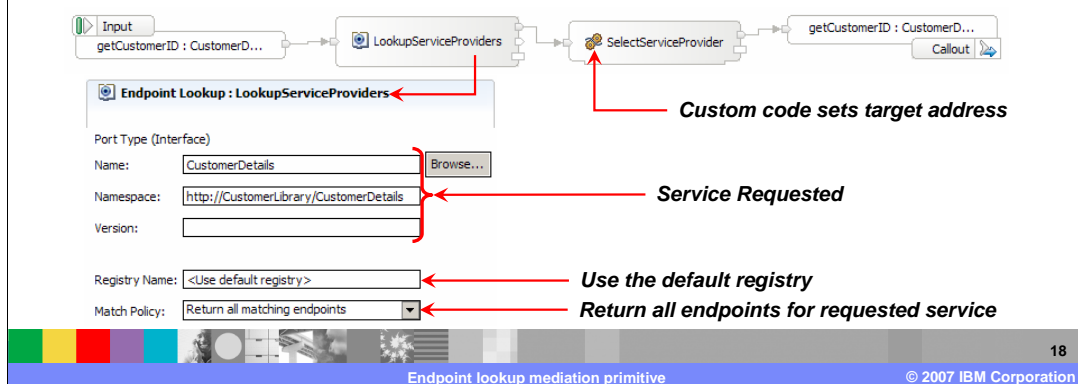 Input
getCustomerID : CustomerD...
LookupServiceProviders
SelectServiceProvider
getCustomerID : CustomerD...
Callout
Endpoint Lookup : LookupServiceProviders
Custom code sets target address
Port Type (Interface)
Name: CustomerDetails Browse...
Namespace: http://CustomerLibrary/CustomerDetails
Service Requested
Version:
Registry Name: <Use default registry>
Use the default registry
Match Policy: Return all matching endpoints
Return all endpoints for requested service
18
Endpoint lookup mediation primitive
© 2007 IBM Corporation